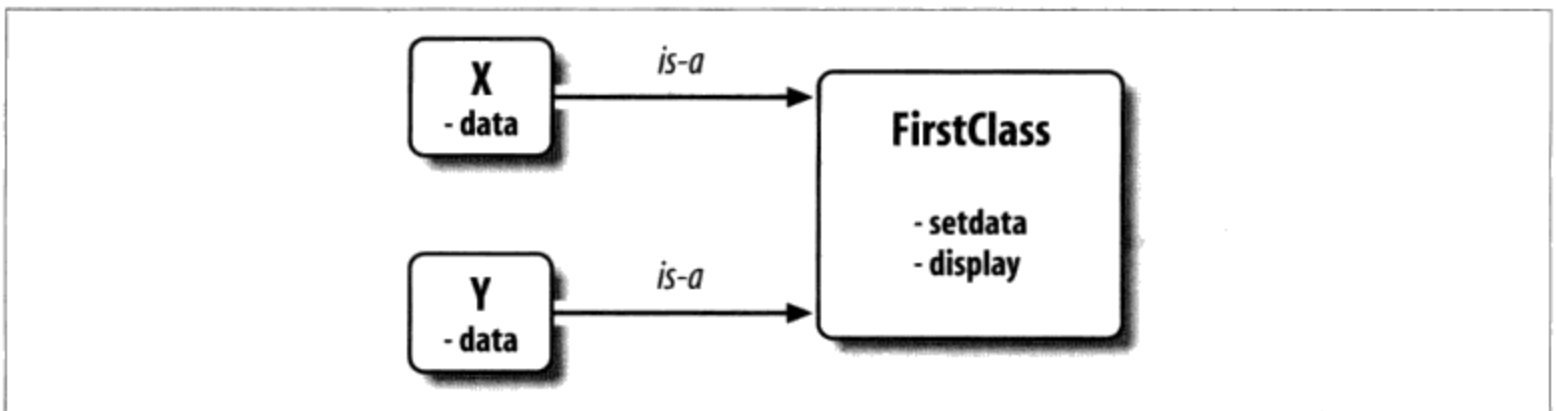 X
- data
is-a
FirstClass
- setdata
- display
Y
- data
is-a